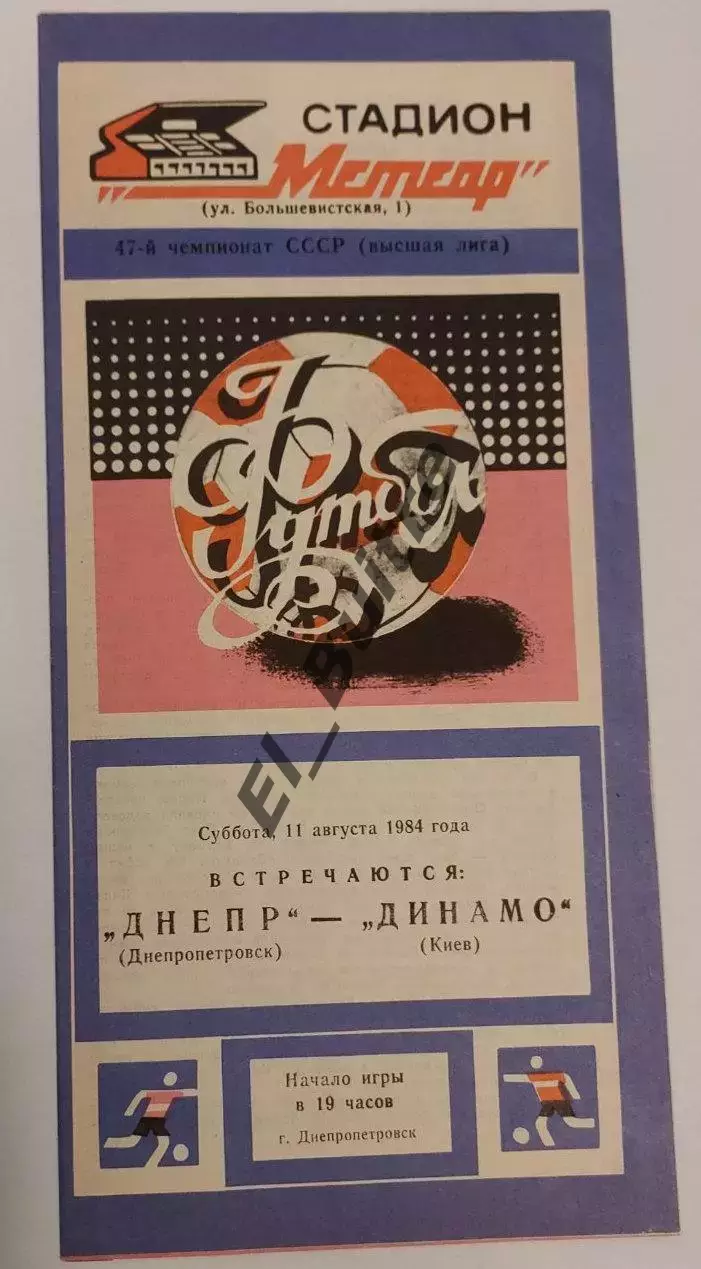 СТАДИОН
„Метеор"
(ул. Большевистская, 1)
47-й чемпионат СССР (высшая лига)
Футбол
El_Buitre
Суббота, 11 августа 1984 года
ВСТРЕЧАЮТСЯ:
„ДНЕПР“ — „ДИНАМО“
(Днепропетровск) (Киев)
Начало игры
в 19 часов
г. Днепропетровск